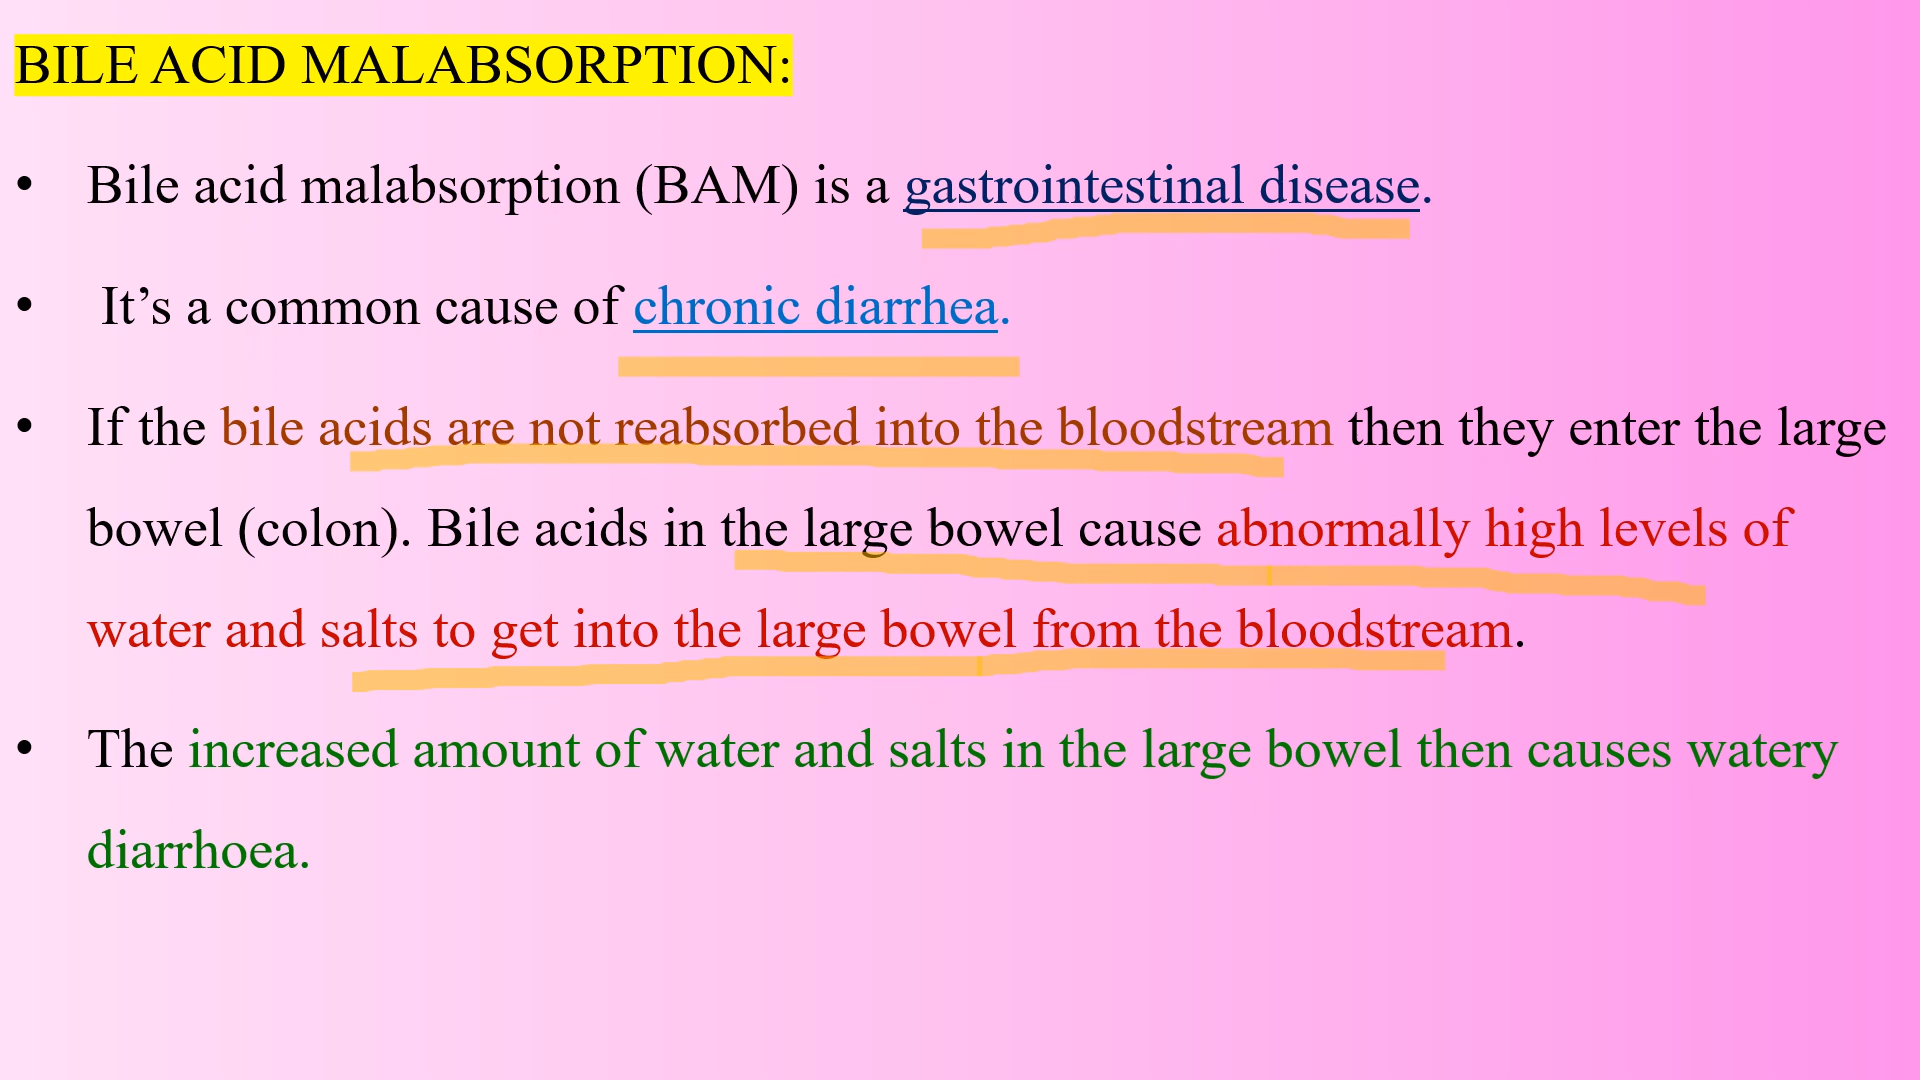 BILE ACID MALABSORPTION:
• Bile acid malabsorption (BAM) is a gastrointestinal disease.
• It’s a common cause of chronic diarrhea.
• If the bile acids are not reabsorbed into the bloodstream then they enter the large
bowel (colon). Bile acids in the large bowel cause abnormally high levels of
water and salts to get into the large bowel from the bloodstream.
• The increased amount of water and salts in the large bowel then causes watery
diarrhoea.